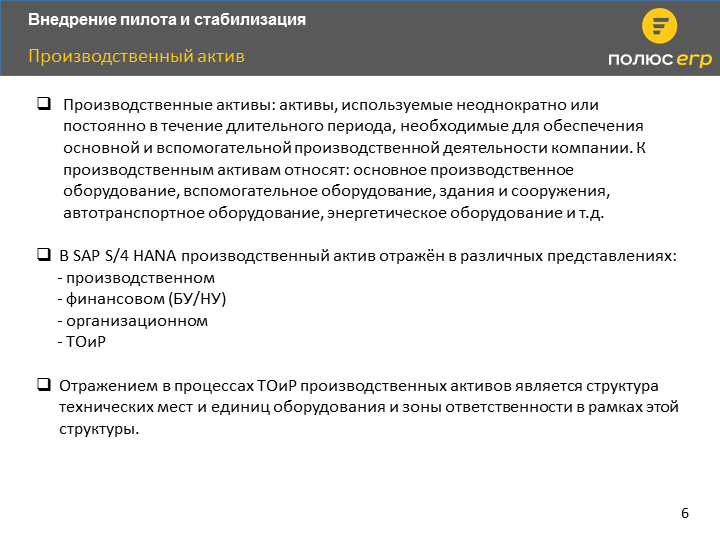 Внедрение пилота и стабилизация
Производственный актив
ПОЛЮС erp
Производственные активы: активы, используемые неоднократно или
постоянно в течение длительного периода, необходимые для обеспечения
основной и вспомогательной производственной деятельности компании. К
производственным активам относят: основное производственное
оборудование, вспомогательное оборудование, здания и сооружения,
автотранспортное оборудование, энергетическое оборудование и т.д.
В SAP S/4 HANA производственный актив отражён в различных представлениях:
- производственном
- финансовом (БУ/НУ)
- организационном
- ТОиР
Отражением в процессах ТОиР производственных активов является структура
технических мест и единиц оборудования и зоны ответственности в рамках этой
структуры.
6